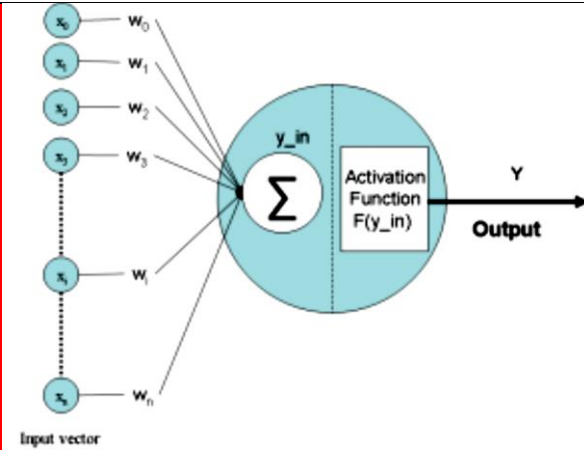 x₀ w₀
x₁ w₁
x₂ w₂
x₃ w₃
y_in
Σ
Activation
Function
F(y_in)
Y
Output
xᵢ wᵢ
xₙ wₙ
Input vector